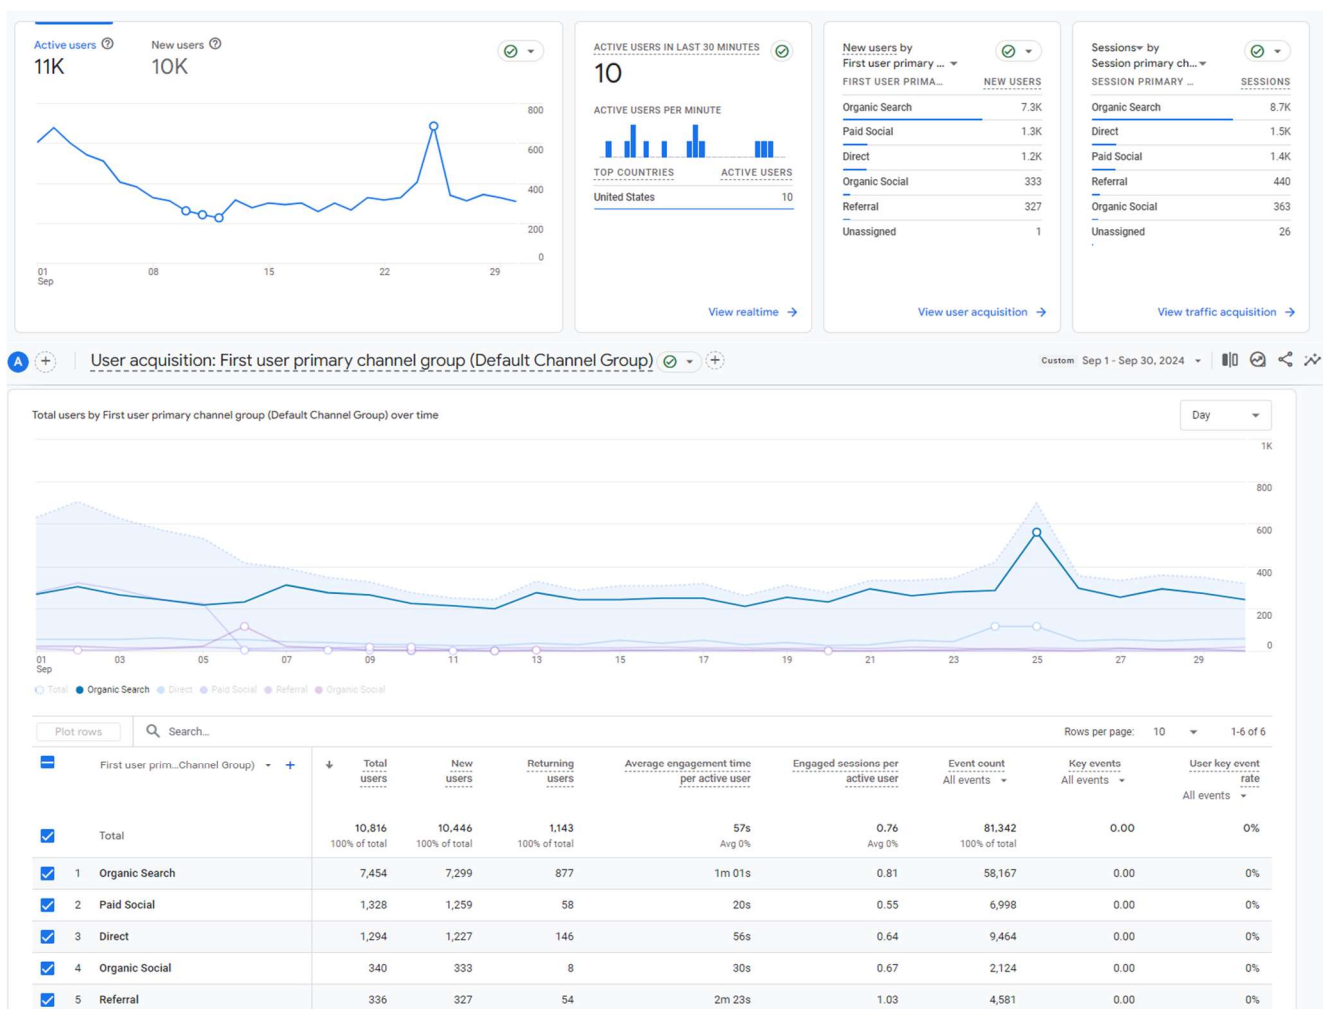 Active users
New users
11K
10K
800
600
400
200
0
01
Sep
08
15
22
29
ACTIVE USERS IN LAST 30 MINUTES
10
ACTIVE USERS PER MINUTE
TOP COUNTRIES ACTIVE USERS
United States 10
View realtime
New users by
First user primary ...
FIRST USER PRIMA... NEW USERS
Organic Search 7.3K
Paid Social 1.3K
Direct 1.2K
Organic Social 333
Referral 327
Unassigned 1
View user acquisition
Sessions by
Session primary ch...
SESSION PRIMARY ... SESSIONS
Organic Search 8.7K
Direct 1.5K
Paid Social 1.4K
Referral 440
Organic Social 363
Unassigned 26
View traffic acquisition
A User acquisition: First user primary channel group (Default Channel Group)
Custom Sep 1 - Sep 30, 2024
Total users by First user primary channel group (Default Channel Group) over time
Day
1K
800
600
400
200
0
01
Sep
03
05
07
09
11
13
15
17
19
21
23
25
27
29
Total Organic Search Direct Paid Social Referral Organic Social
Plot rows Search... Rows per page: 10 1-6 of 6
First user prim...Channel Group) Total users New users Returning users Average engagement time per active user Engaged sessions per active user Event count All events Key events All events User key event rate All events
Total 10,816 10,446 1,143 57s 0.76 81,342 0.00 0%
100% of total 100% of total 100% of total Avg 0% Avg 0% 100% of total
1 Organic Search 7,454 7,299 877 1m 01s 0.81 58,167 0.00 0%
2 Paid Social 1,328 1,259 58 20s 0.55 6,998 0.00 0%
3 Direct 1,294 1,227 146 56s 0.64 9,464 0.00 0%
4 Organic Social 340 333 8 30s 0.67 2,124 0.00 0%
5 Referral 336 327 54 2m 23s 1.03 4,581 0.00 0%